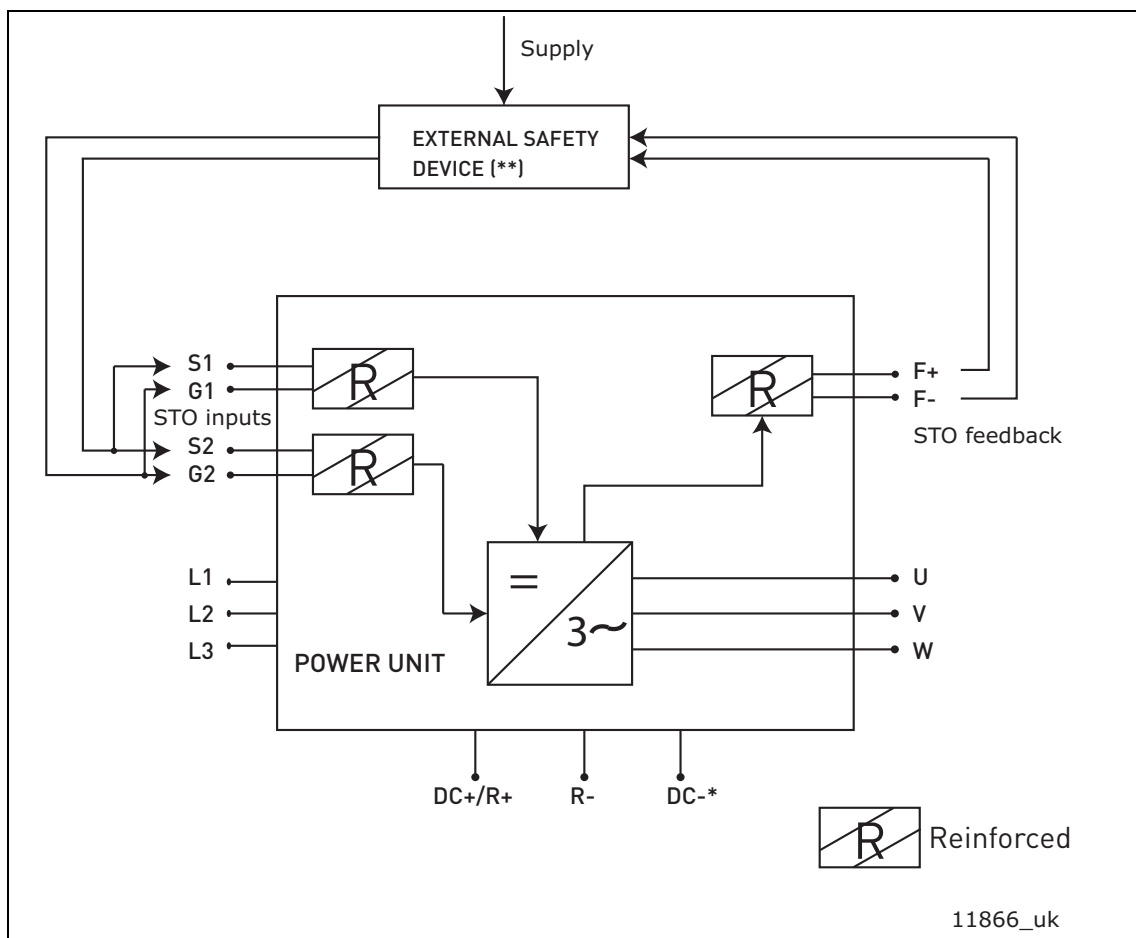 Supply
EXTERNAL SAFETY
DEVICE (**)
S1
G1
STO inputs
S2
G2
R
R
R
F+
F-
STO feedback
L1
L2
L3
=
3~
U
V
W
POWER UNIT
DC+/R+
R-
DC-*
R
Reinforced
11866_uk